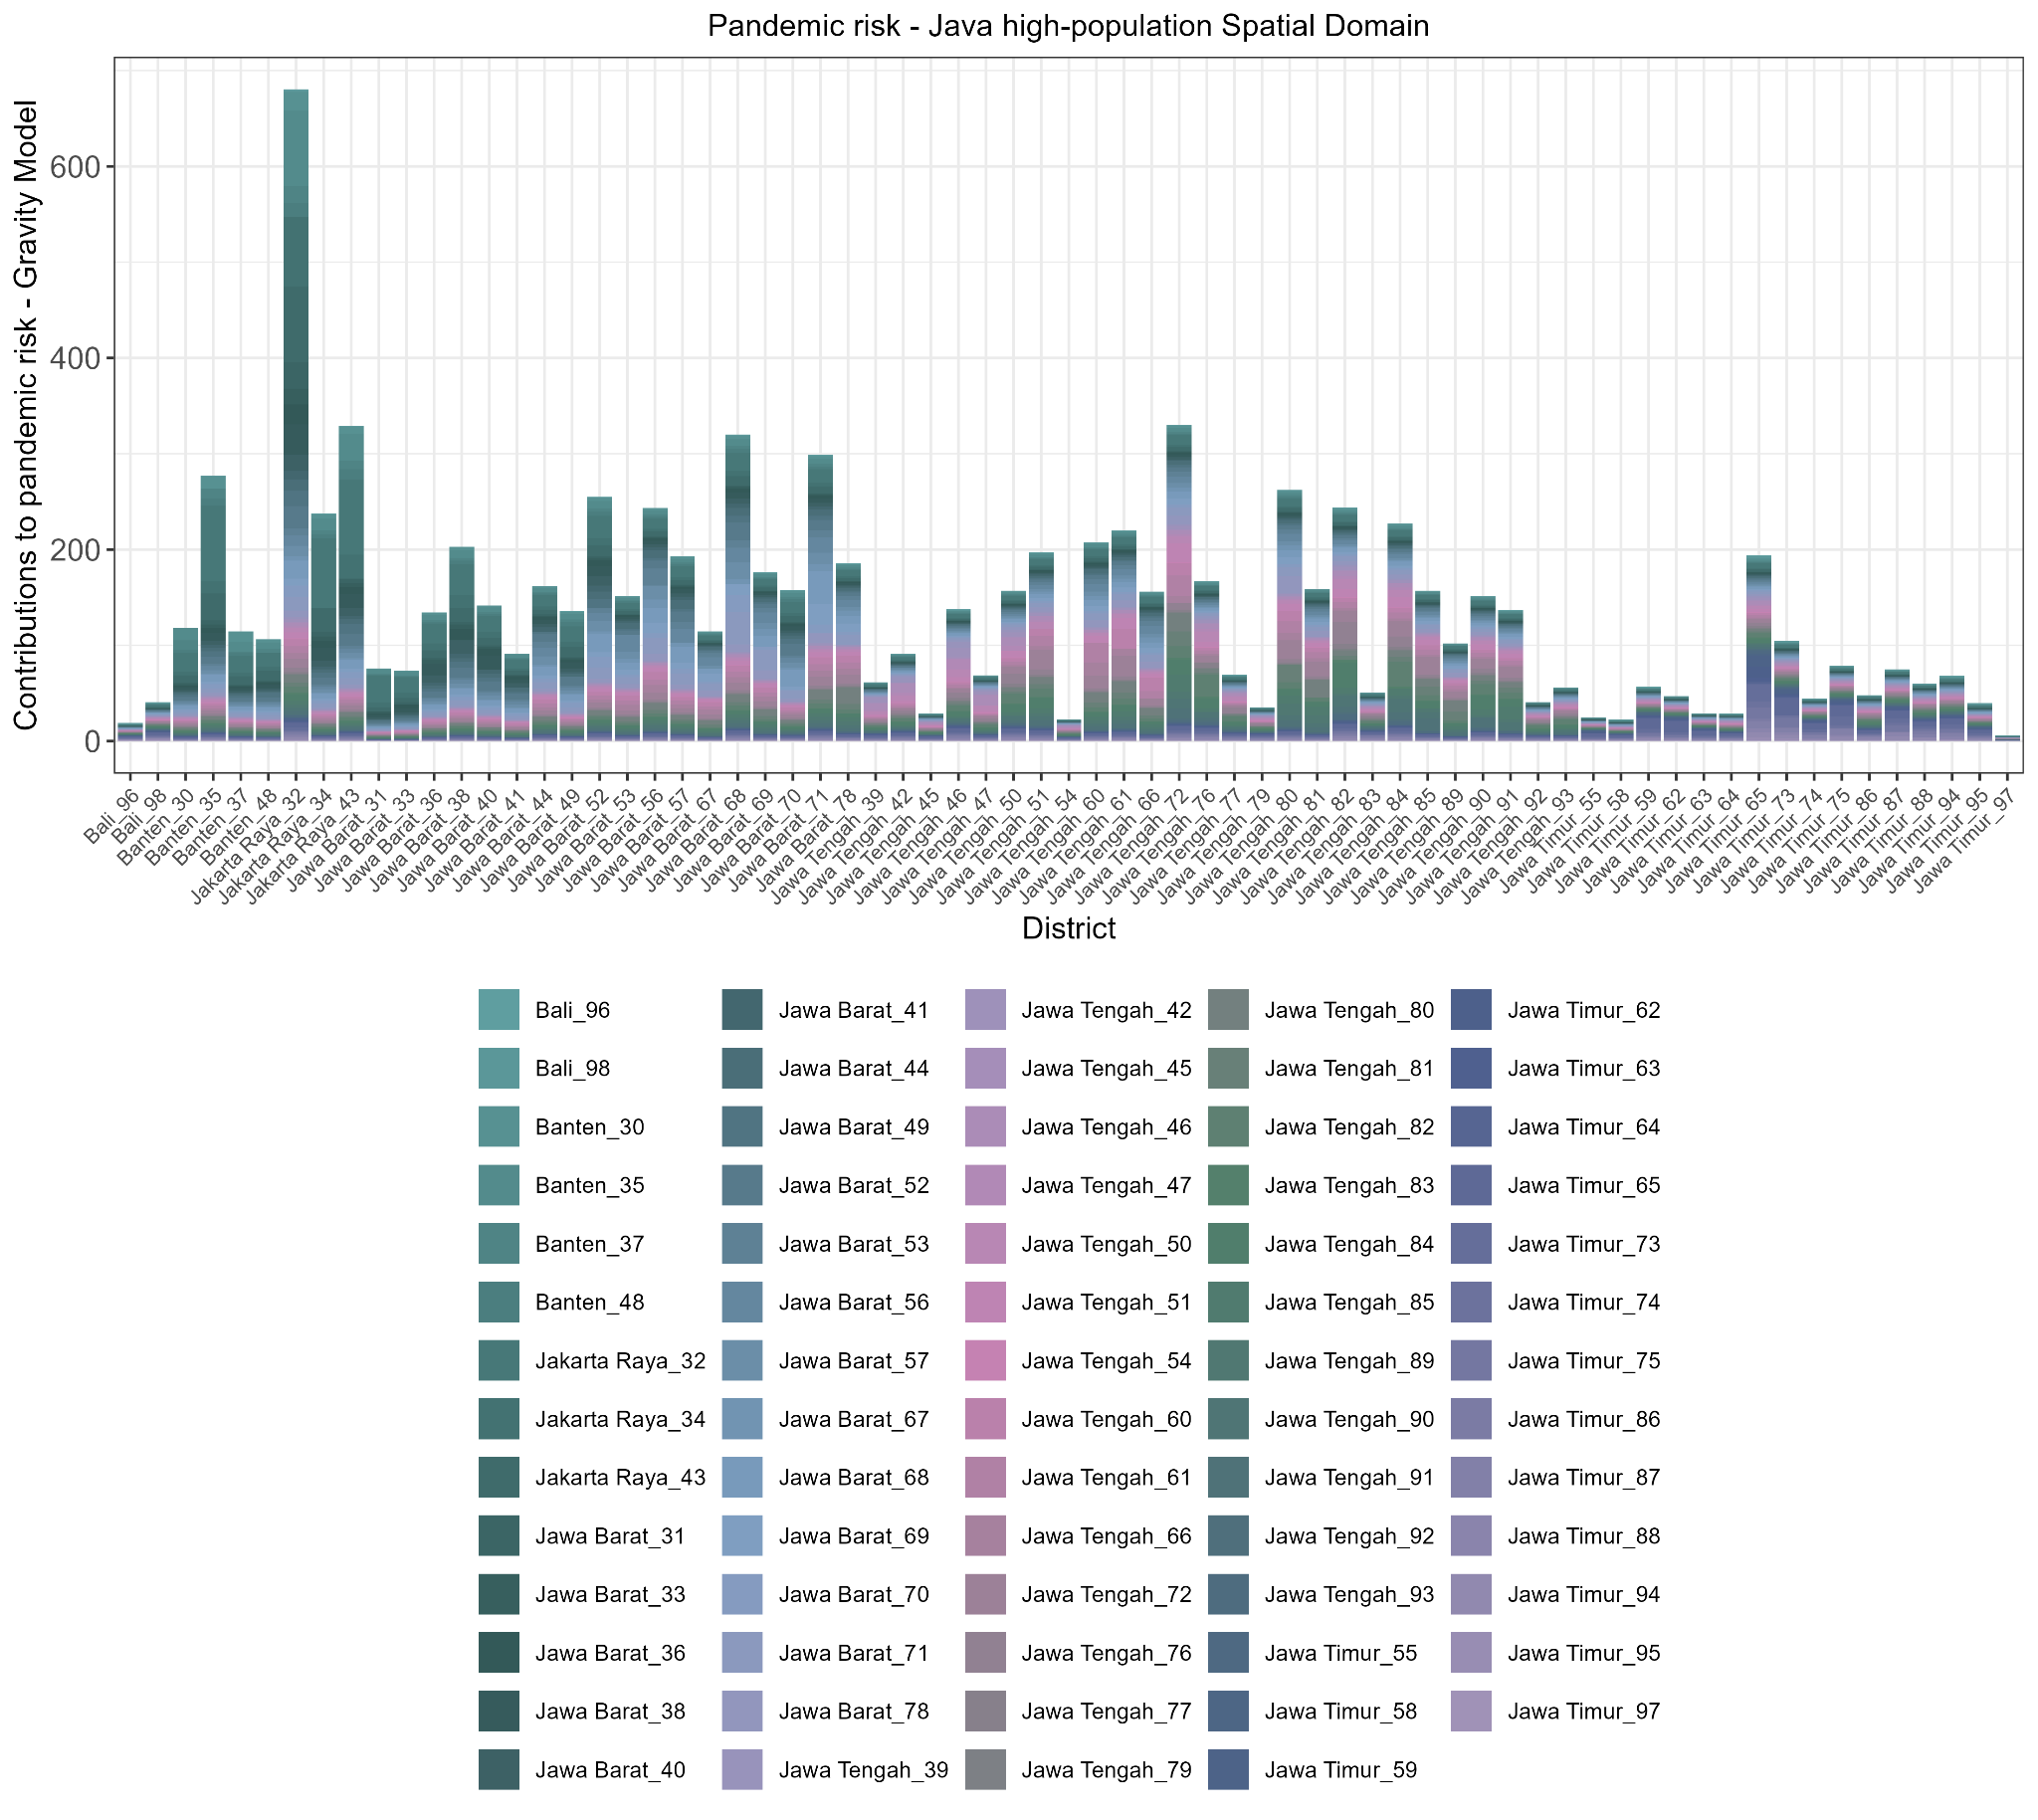 Pandemic risk - Java high-population Spatial Domain
Contributions to pandemic risk - Gravity Model
600
400
200
0
Bali_96
Bali_98
Banten_30
Banten_35
Banten_37
Banten_48
Jakarta Raya_32
Jakarta Raya_34
Jakarta Raya_43
Jawa Barat_31
Jawa Barat_33
Jawa Barat_36
Jawa Barat_38
Jawa Barat_40
Jawa Barat_41
Jawa Barat_44
Jawa Barat_49
Jawa Barat_52
Jawa Barat_53
Jawa Barat_56
Jawa Barat_57
Jawa Barat_67
Jawa Barat_68
Jawa Barat_69
Jawa Barat_70
Jawa Barat_71
Jawa Barat_78
Jawa Tengah_39
Jawa Tengah_42
Jawa Tengah_45
Jawa Tengah_46
Jawa Tengah_47
Jawa Tengah_50
Jawa Tengah_51
Jawa Tengah_54
Jawa Tengah_60
Jawa Tengah_61
Jawa Tengah_66
Jawa Tengah_72
Jawa Tengah_76
Jawa Tengah_77
Jawa Tengah_79
Jawa Tengah_80
Jawa Tengah_81
Jawa Tengah_82
Jawa Tengah_83
Jawa Tengah_84
Jawa Tengah_85
Jawa Tengah_89
Jawa Tengah_90
Jawa Tengah_91
Jawa Tengah_92
Jawa Tengah_93
Jawa Timur_55
Jawa Timur_58
Jawa Timur_59
Jawa Timur_62
Jawa Timur_63
Jawa Timur_64
Jawa Timur_65
Jawa Timur_73
Jawa Timur_74
Jawa Timur_75
Jawa Timur_86
Jawa Timur_87
Jawa Timur_88
Jawa Timur_94
Jawa Timur_95
Jawa Timur_97
District
Bali_96
Bali_98
Banten_30
Banten_35
Banten_37
Banten_48
Jakarta Raya_32
Jakarta Raya_34
Jakarta Raya_43
Jawa Barat_31
Jawa Barat_33
Jawa Barat_36
Jawa Barat_38
Jawa Barat_40
Jawa Barat_41
Jawa Barat_44
Jawa Barat_49
Jawa Barat_52
Jawa Barat_53
Jawa Barat_56
Jawa Barat_57
Jawa Barat_67
Jawa Barat_68
Jawa Barat_69
Jawa Barat_70
Jawa Barat_71
Jawa Barat_78
Jawa Tengah_39
Jawa Tengah_42
Jawa Tengah_45
Jawa Tengah_46
Jawa Tengah_47
Jawa Tengah_50
Jawa Tengah_51
Jawa Tengah_54
Jawa Tengah_60
Jawa Tengah_61
Jawa Tengah_66
Jawa Tengah_72
Jawa Tengah_76
Jawa Tengah_77
Jawa Tengah_79
Jawa Tengah_80
Jawa Tengah_81
Jawa Tengah_82
Jawa Tengah_83
Jawa Tengah_84
Jawa Tengah_85
Jawa Tengah_89
Jawa Tengah_90
Jawa Tengah_91
Jawa Tengah_92
Jawa Tengah_93
Jawa Timur_55
Jawa Timur_58
Jawa Timur_59
Jawa Timur_62
Jawa Timur_63
Jawa Timur_64
Jawa Timur_65
Jawa Timur_73
Jawa Timur_74
Jawa Timur_75
Jawa Timur_86
Jawa Timur_87
Jawa Timur_88
Jawa Timur_94
Jawa Timur_95
Jawa Timur_97